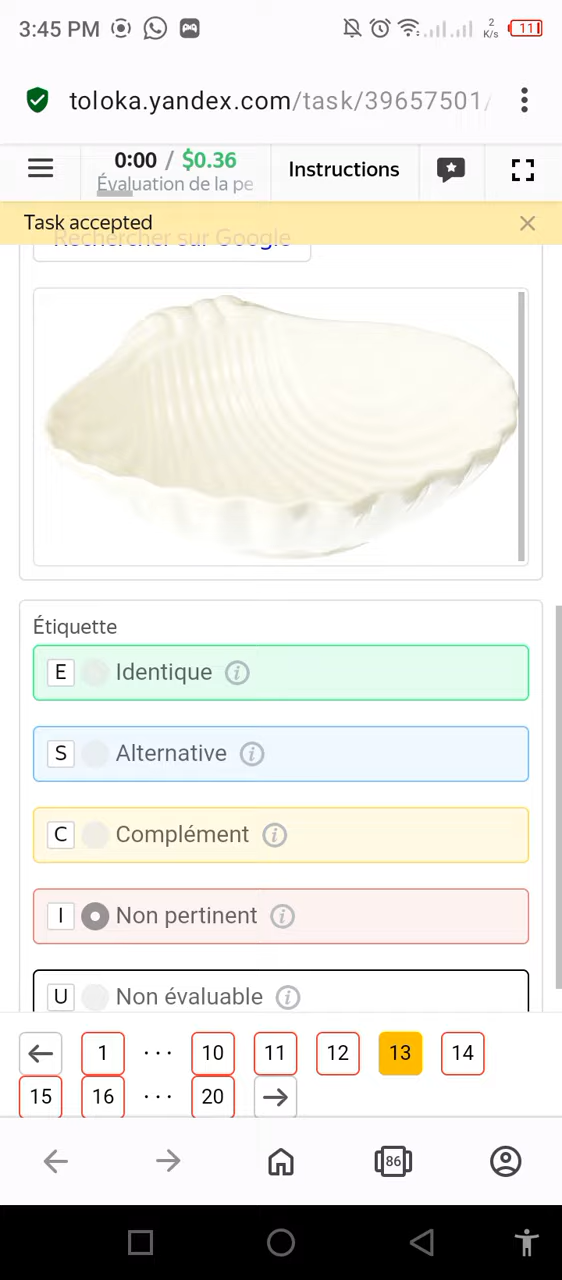 3:45 PM 2 K/s 11
toloka.yandex.com/task/39657501/
0:00 / $0.36 Instructions
Évaluation de la pe
Task accepted
Rechercher sur Google
Étiquette
E Identique i
S Alternative i
C Complément i
I Non pertinent i
U Non évaluable i
1 ... 10 11 12 13 14
15 16 ... 20
86